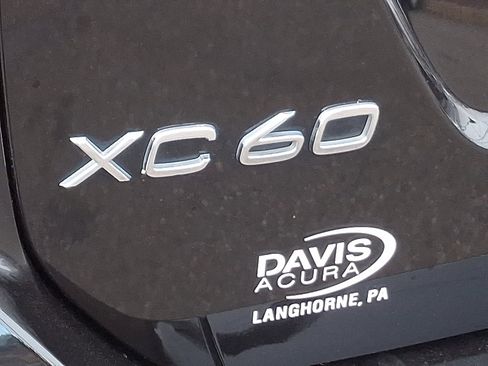 XC60
DAVIS
ACURA
LANGHORNE, PA